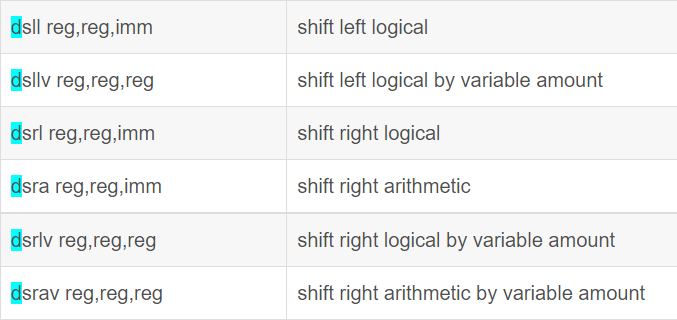 dsll reg,reg,imm shift left logical
dsllv reg,reg,reg shift left logical by variable amount
dsrl reg,reg,imm shift right logical
dsra reg,reg,imm shift right arithmetic
dsrlv reg,reg,reg shift right logical by variable amount
dsrav reg,reg,reg shift right arithmetic by variable amount